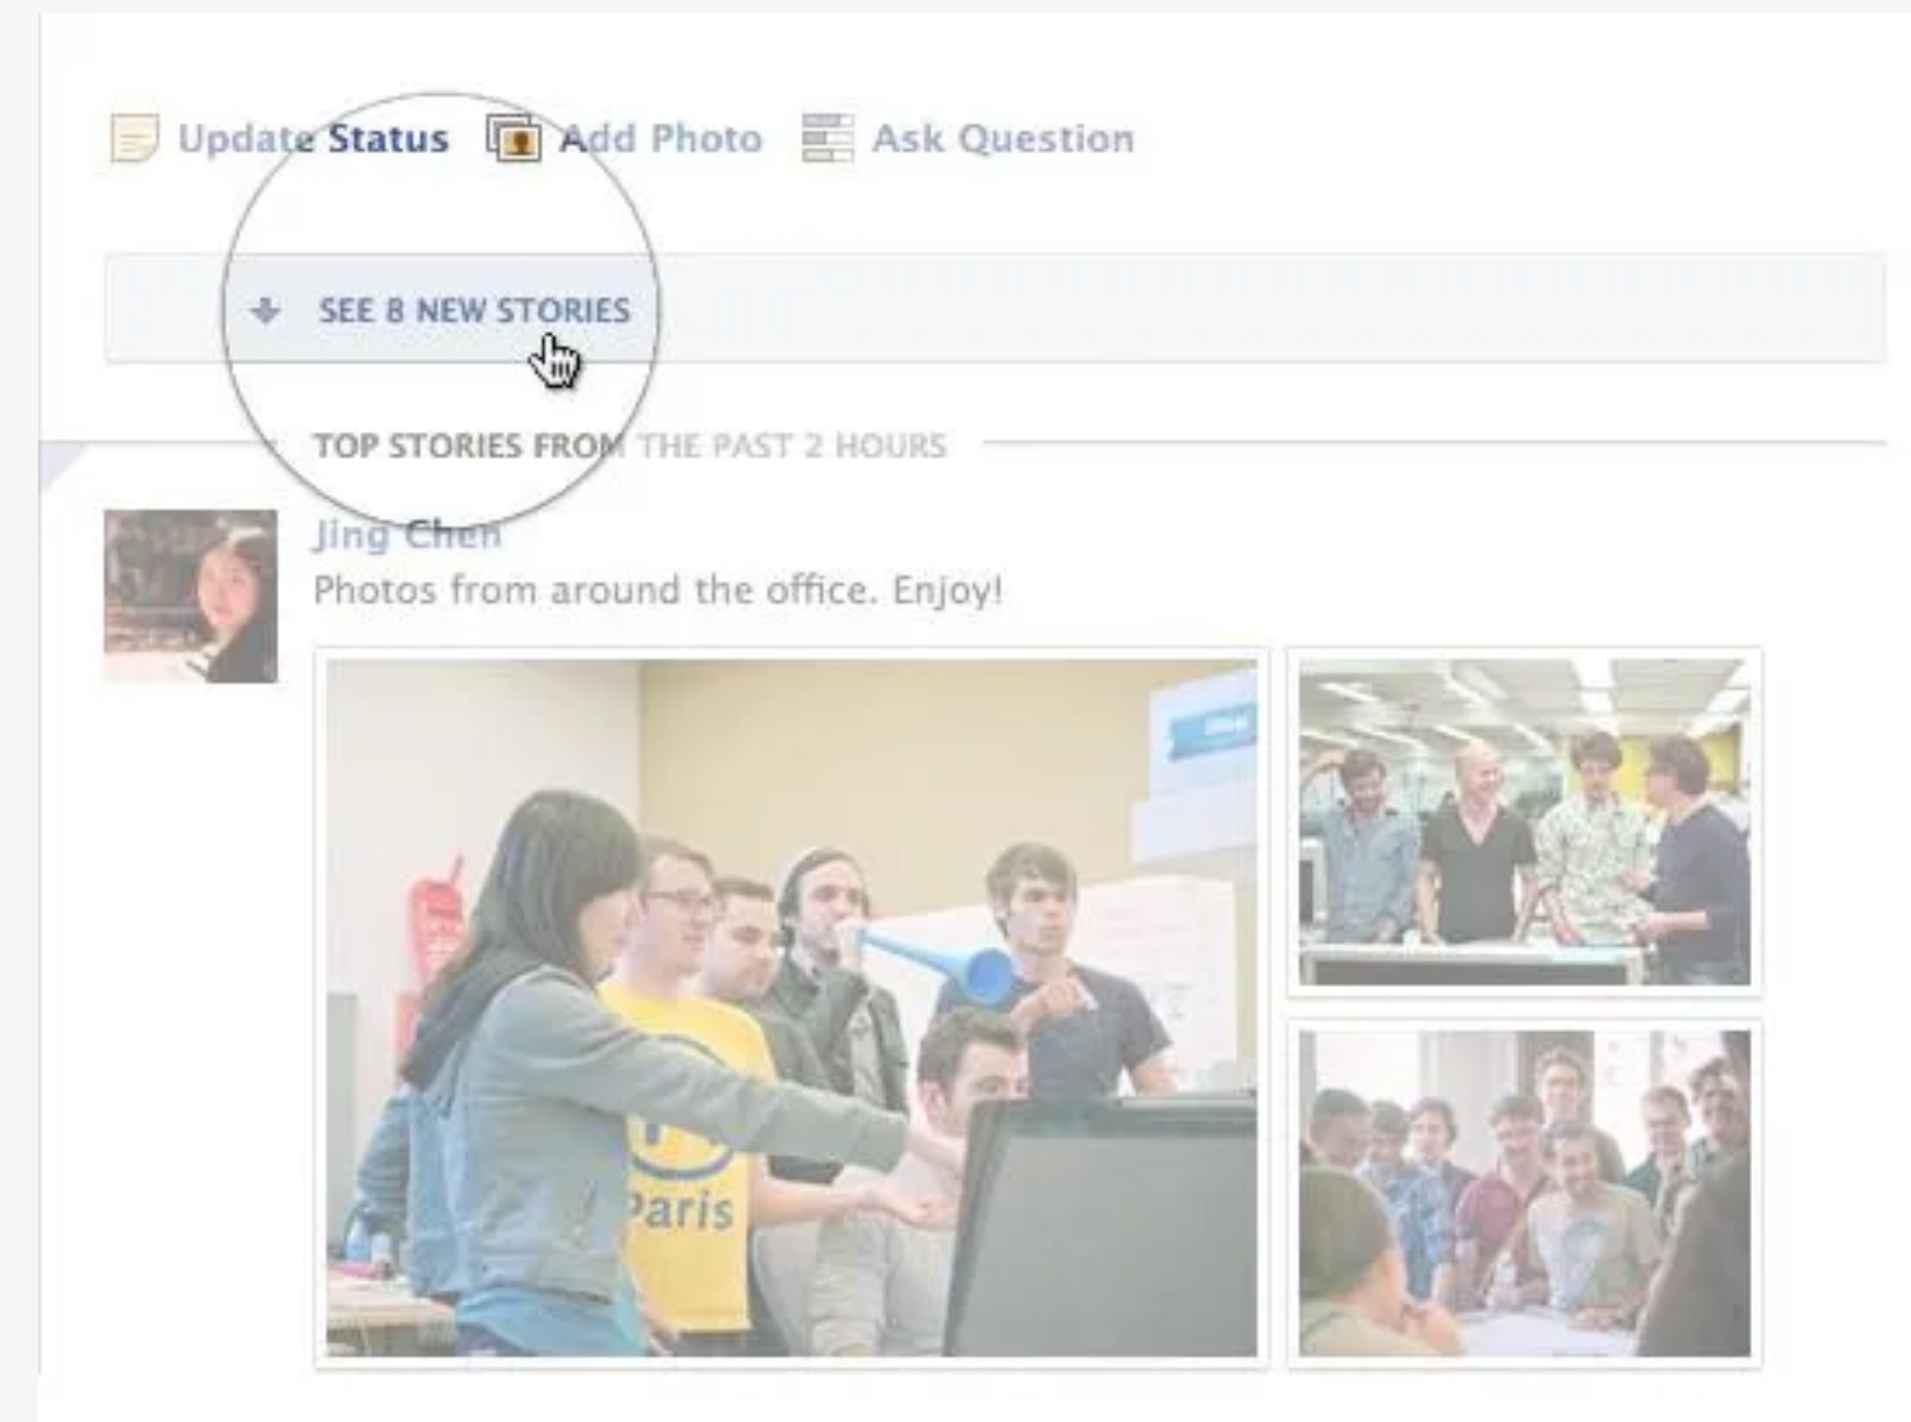 Update Status Add Photo Ask Question
SEE 8 NEW STORIES
TOP STORIES FROM THE PAST 2 HOURS
Jing Chen
Photos from around the office. Enjoy!
Paris